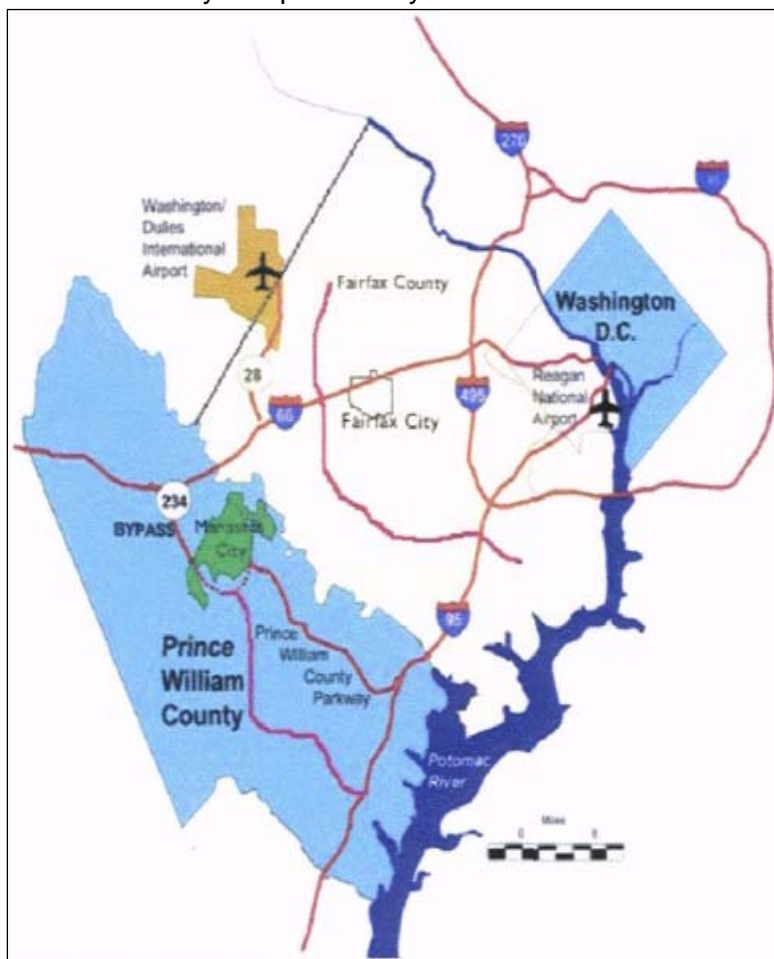 270
Washington/
Dulles
International
Airport
Fairfax County
Washington
D.C.
28
66
495
Reagan
National
Airport
Fairfax City
234
BYPASS
Manassas
City
95
Prince
William
County
Prince
William
County
Parkway
Potomac
River
Miles